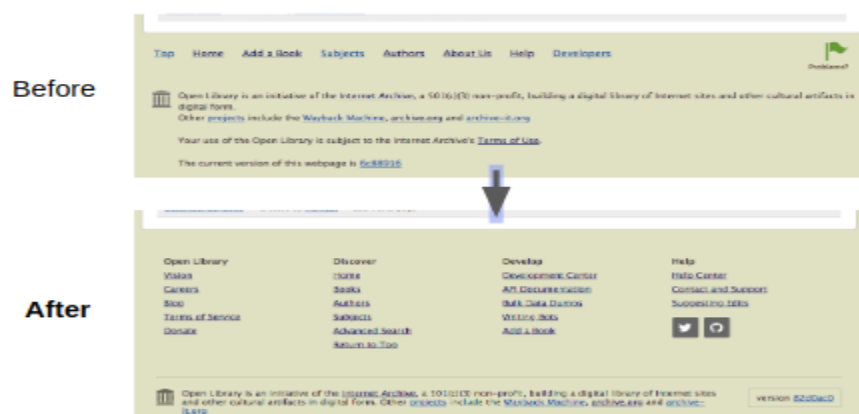 Before
Top Home Add a Book Subjects Authors About Us Help Developers
Problems?
Open Library is an initiative of the Internet Archive, a 501(c)(3) non-profit, building a digital library of Internet sites and other cultural artifacts in
digital form.
Other projects include the Wayback Machine, archive.org and archive-it.org
Your use of the Open Library is subject to the Internet Archive's Terms of Use.
The current version of this webpage is 6c88916
After
Open Library Discover Develop Help
Vision Home Development Center Help Center
Careers Books API Documentation Contact and Support
Blog Authors Bulk Data Dumps Suggesting Edits
Terms of Service Subjects Writing Bots
Donate Advanced Search Add a Book
Return to Top
Open Library is an initiative of the Internet Archive, a 501(c)(3) non-profit, building a digital library of Internet sites
and other cultural artifacts in digital form. Other projects include the Wayback Machine, archive.org and archive-
it.org
version 82d0ac0